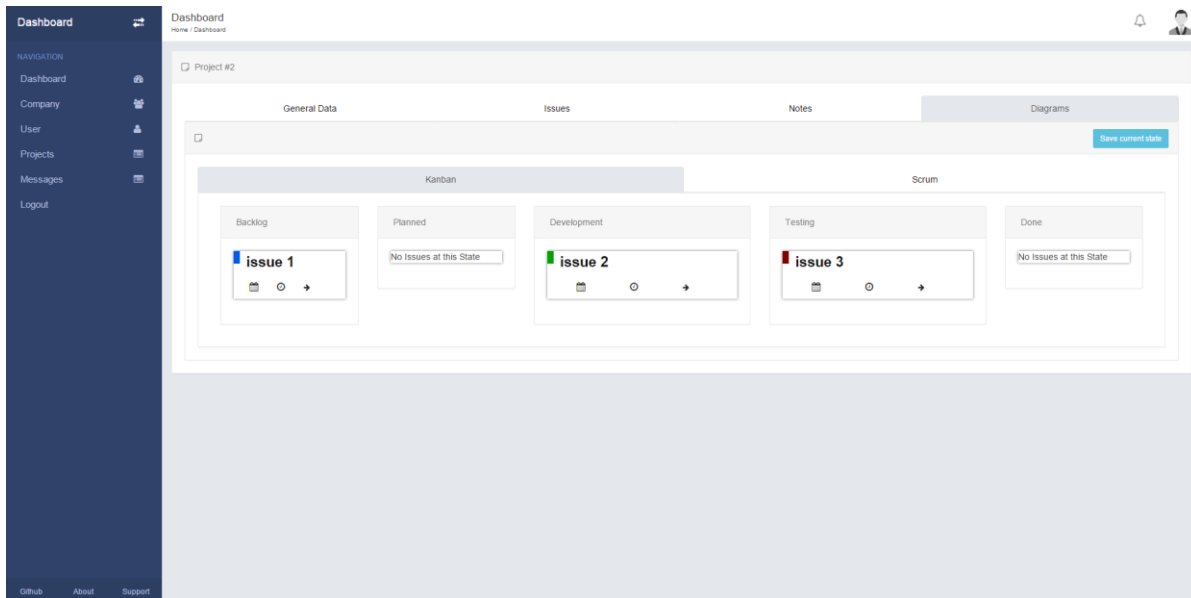 Dashboard
NAVIGATION
Dashboard
Company
User
Projects
Messages
Logout
Github About Support
Dashboard
Home / Dashboard
Project #2
General Data Issues Notes Diagrams
Save current state
Kanban Scrum
Backlog Planned Development Testing Done
issue 1 No Issues at this State issue 2 issue 3 No Issues at this State